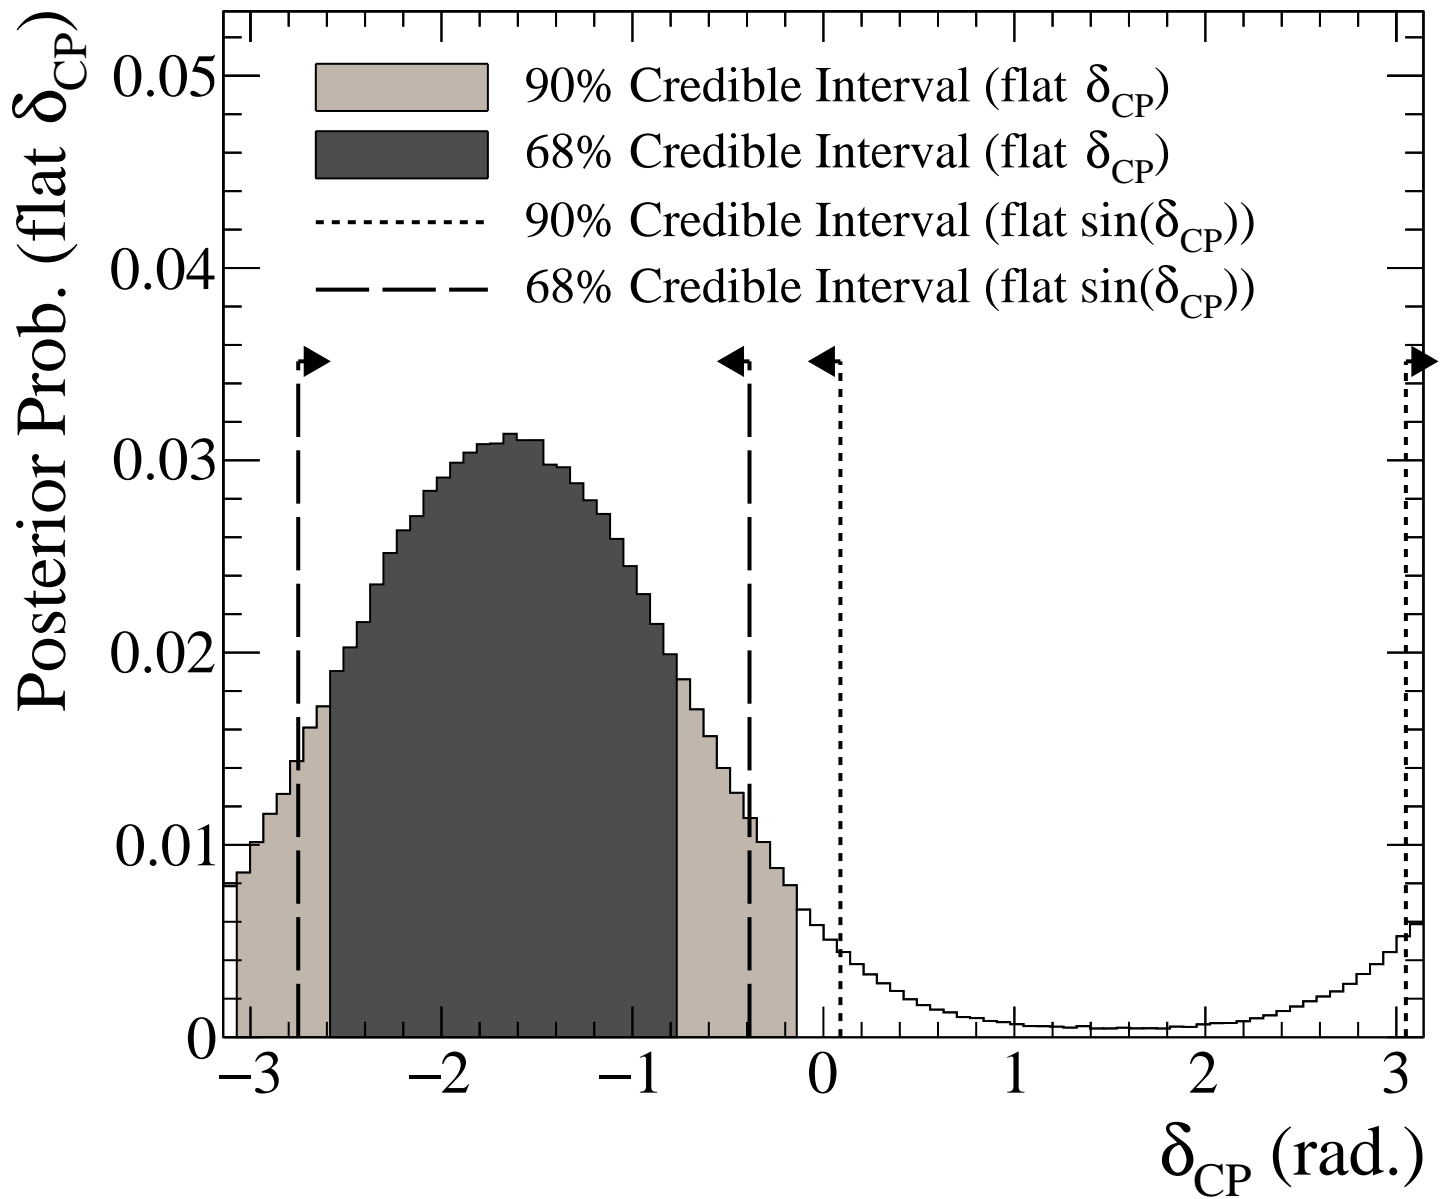 Posterior Prob. (flat δCP)
0.05
0.04
0.03
0.02
0.01
0
90% Credible Interval (flat δCP)
68% Credible Interval (flat δCP)
90% Credible Interval (flat sin(δCP))
68% Credible Interval (flat sin(δCP))
−3 −2 −1 0 1 2 3
δCP (rad.)